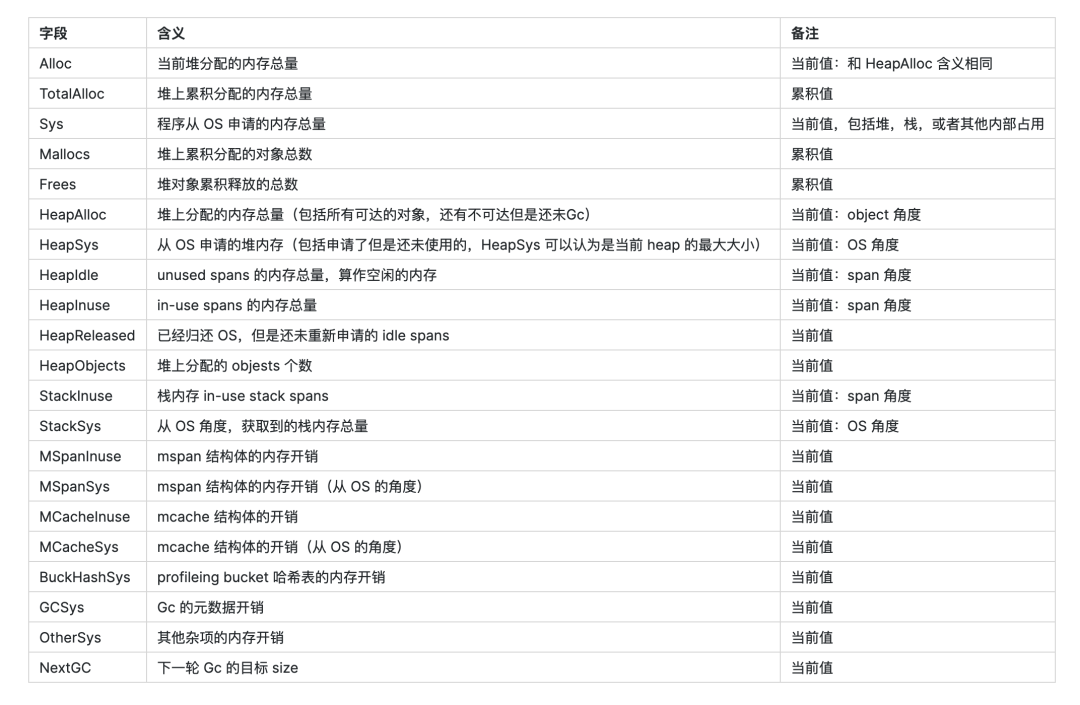 字段 含义 备注
Alloc 当前堆分配的内存总量 当前值：和 HeapAlloc 含义相同
TotalAlloc 堆上累积分配的内存总量 累积值
Sys 程序从 OS 申请的内存总量 当前值，包括堆，栈，或者其他内部占用
Mallocs 堆上累积分配的对象总数 累积值
Frees 堆对象累积释放的总数 累积值
HeapAlloc 堆上分配的内存总量（包括所有可达的对象，还有不可达但是还未Gc） 当前值：object 角度
HeapSys 从 OS 申请的堆内存（包括申请了但是还未使用的，HeapSys 可以认为是当前 heap 的最大大小） 当前值：OS 角度
HeapIdle unused spans 的内存总量，算作空闲的内存 当前值：span 角度
HeapInuse in-use spans 的内存总量 当前值：span 角度
HeapReleased 已经归还 OS，但是还未重新申请的 idle spans 当前值
HeapObjects 堆上分配的 objests 个数 当前值
StackInuse 栈内存 in-use stack spans 当前值：span 角度
StackSys 从 OS 角度，获取到的栈内存总量 当前值：OS 角度
MSpanInuse mspan 结构体的内存开销 当前值
MSpanSys mspan 结构体的内存开销（从 OS 的角度） 当前值
MCacheInuse mcache 结构体的开销 当前值
MCacheSys mcache 结构体的开销（从 OS 的角度） 当前值
BuckHashSys profileing bucket 哈希表的内存开销 当前值
GCSys Gc 的元数据开销 当前值
OtherSys 其他杂项的内存开销 当前值
NextGC 下一轮 Gc 的目标 size 当前值